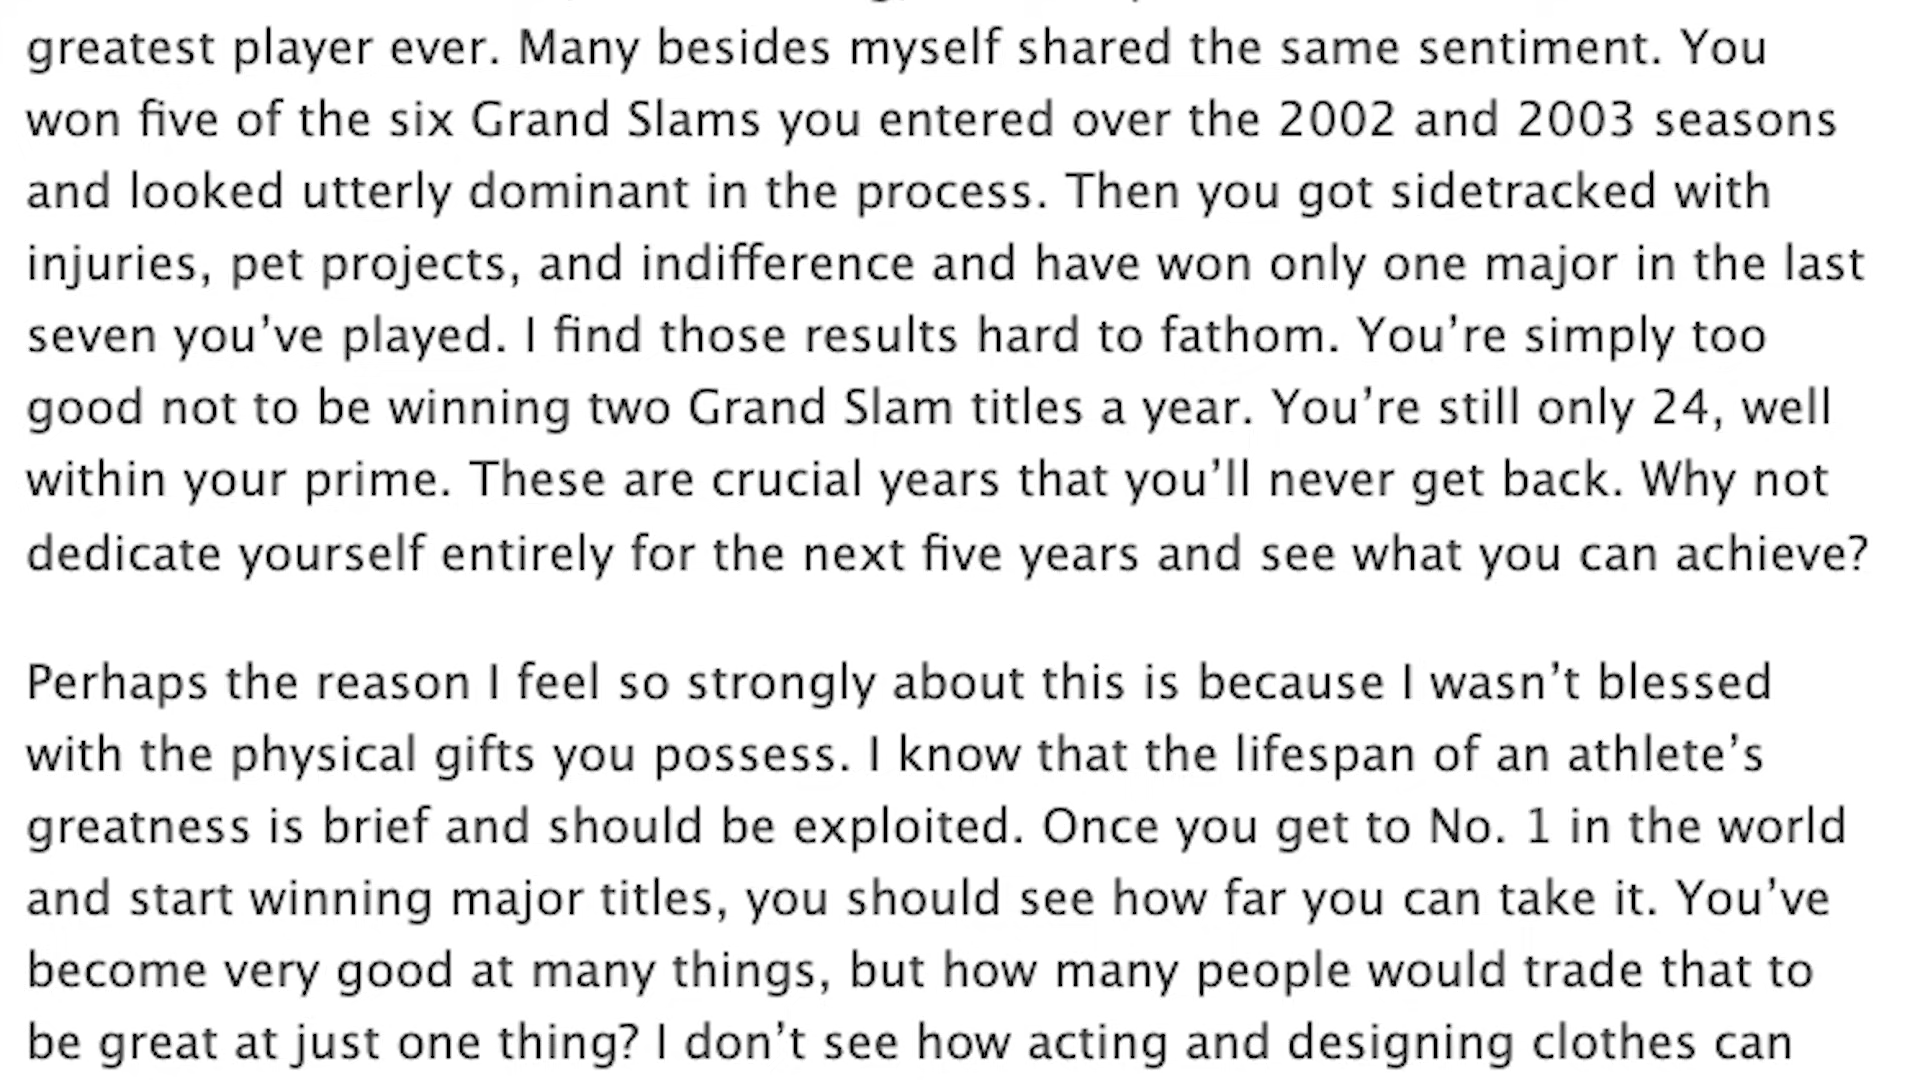 greatest player ever. Many besides myself shared the same sentiment. You
won five of the six Grand Slams you entered over the 2002 and 2003 seasons
and looked utterly dominant in the process. Then you got sidetracked with
injuries, pet projects, and indifference and have won only one major in the last
seven you’ve played. I find those results hard to fathom. You’re simply too
good not to be winning two Grand Slam titles a year. You’re still only 24, well
within your prime. These are crucial years that you’ll never get back. Why not
dedicate yourself entirely for the next five years and see what you can achieve?
Perhaps the reason I feel so strongly about this is because I wasn’t blessed
with the physical gifts you possess. I know that the lifespan of an athlete’s
greatness is brief and should be exploited. Once you get to No. 1 in the world
and start winning major titles, you should see how far you can take it. You’ve
become very good at many things, but how many people would trade that to
be great at just one thing? I don’t see how acting and designing clothes can